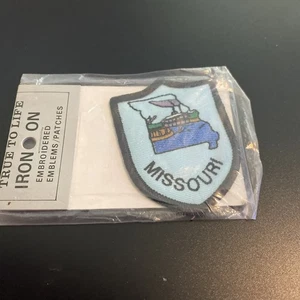 TRUE TO LIFE
IRON ON
EMBROIDERED
EMBLEMS/PATCHES
MISSOURI